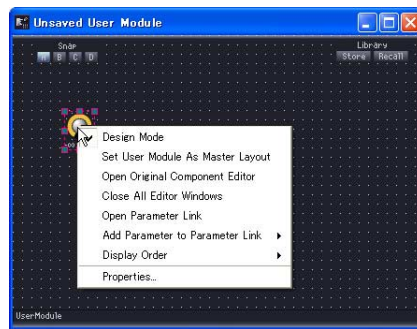 Unsaved User Module
Snap
Library
B C D
Store Recall
Design Mode
Set User Module As Master Layout
Open Original Component Editor
Close All Editor Windows
Open Parameter Link
Add Parameter to Parameter Link
Display Order
Properties...
UserModule